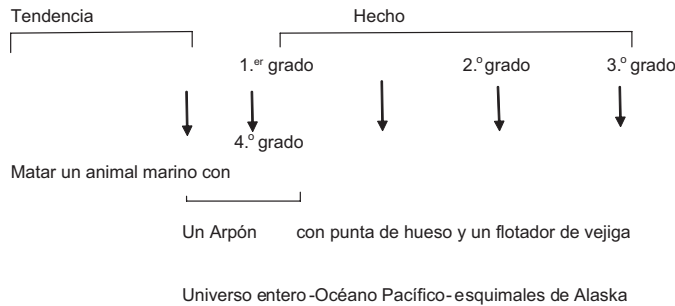 Tendencia Hecho
1.er grado 2.º grado 3.º grado
4.º grado
Matar un animal marino con
Un Arpón con punta de hueso y un flotador de vejiga
Universo entero-Océano Pacífico-esquimales de Alaska